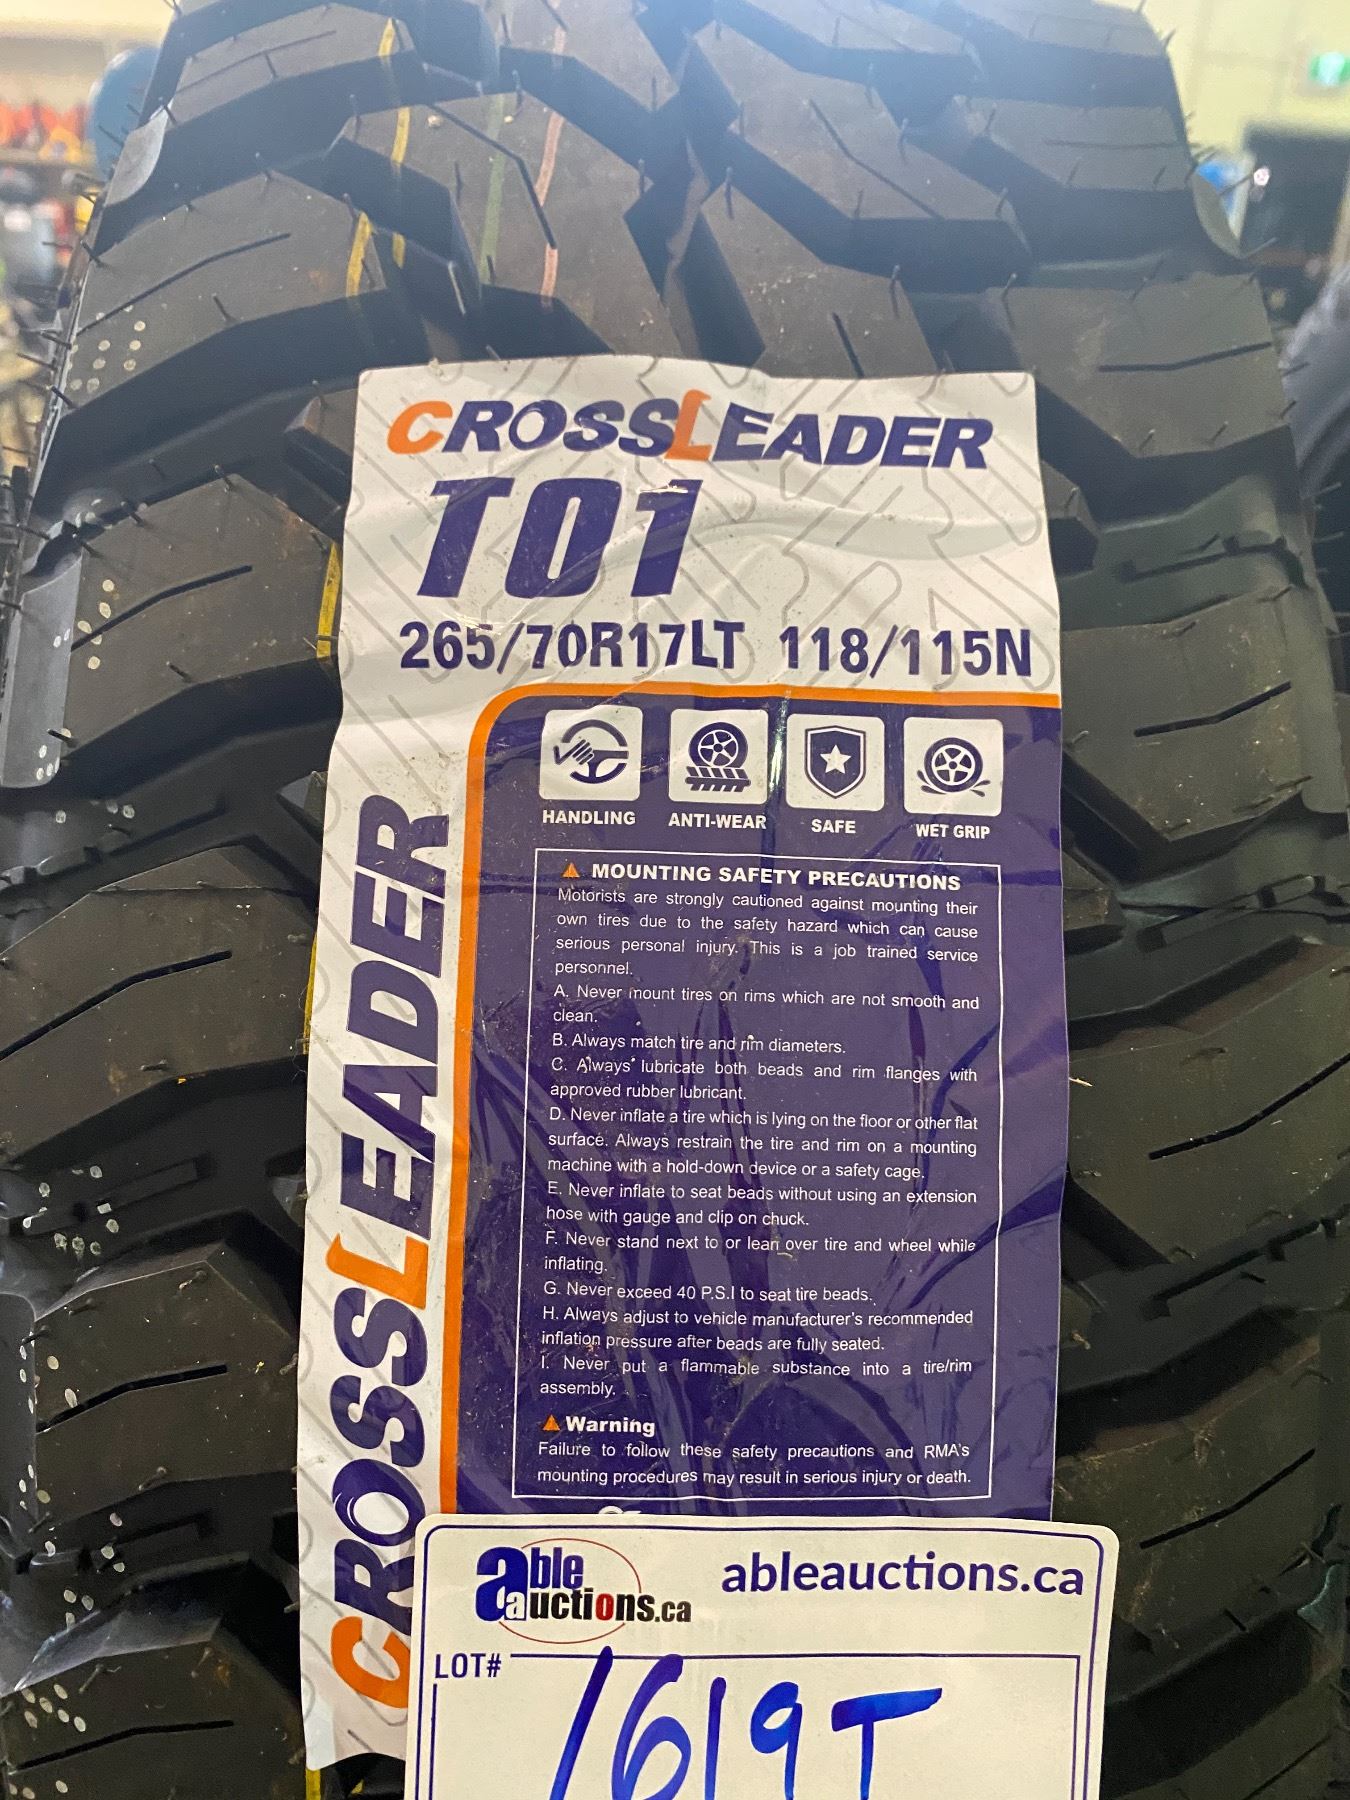 CROSSLEADER
T01
265/70R17LT 118/115N
HANDLING ANTI-WEAR SAFE WET GRIP
MOUNTING SAFETY PRECAUTIONS
Motorists are strongly cautioned against mounting their
own tires due to the safety hazard which can cause
serious personal injury. This is a job trained service
personnel.
A. Never mount tires on rims which are not smooth and
clean.
B. Always match tire and rim diameters.
C. Always lubricate both beads and rim flanges with
approved rubber lubricant.
D. Never inflate a tire which is lying on the floor or other flat
surface. Always restrain the tire and rim on a mounting
machine with a hold-down device or a safety cage.
E. Never inflate to seat beads without using an extension
hose with gauge and clip on chuck.
F. Never stand next to or lean over tire and wheel while
inflating.
G. Never exceed 40 P.S.I to seat tire beads.
H. Always adjust to vehicle manufacturer's recommended
inflation pressure after beads are fully seated.
I. Never put a flammable substance into a tire/rim
assembly.
Warning
Failure to follow these safety precautions and RMA's
mounting procedures may result in serious injury or death.
CROSSLEADER
able
auctions.ca
ableauctions.ca
LOT#
1619T